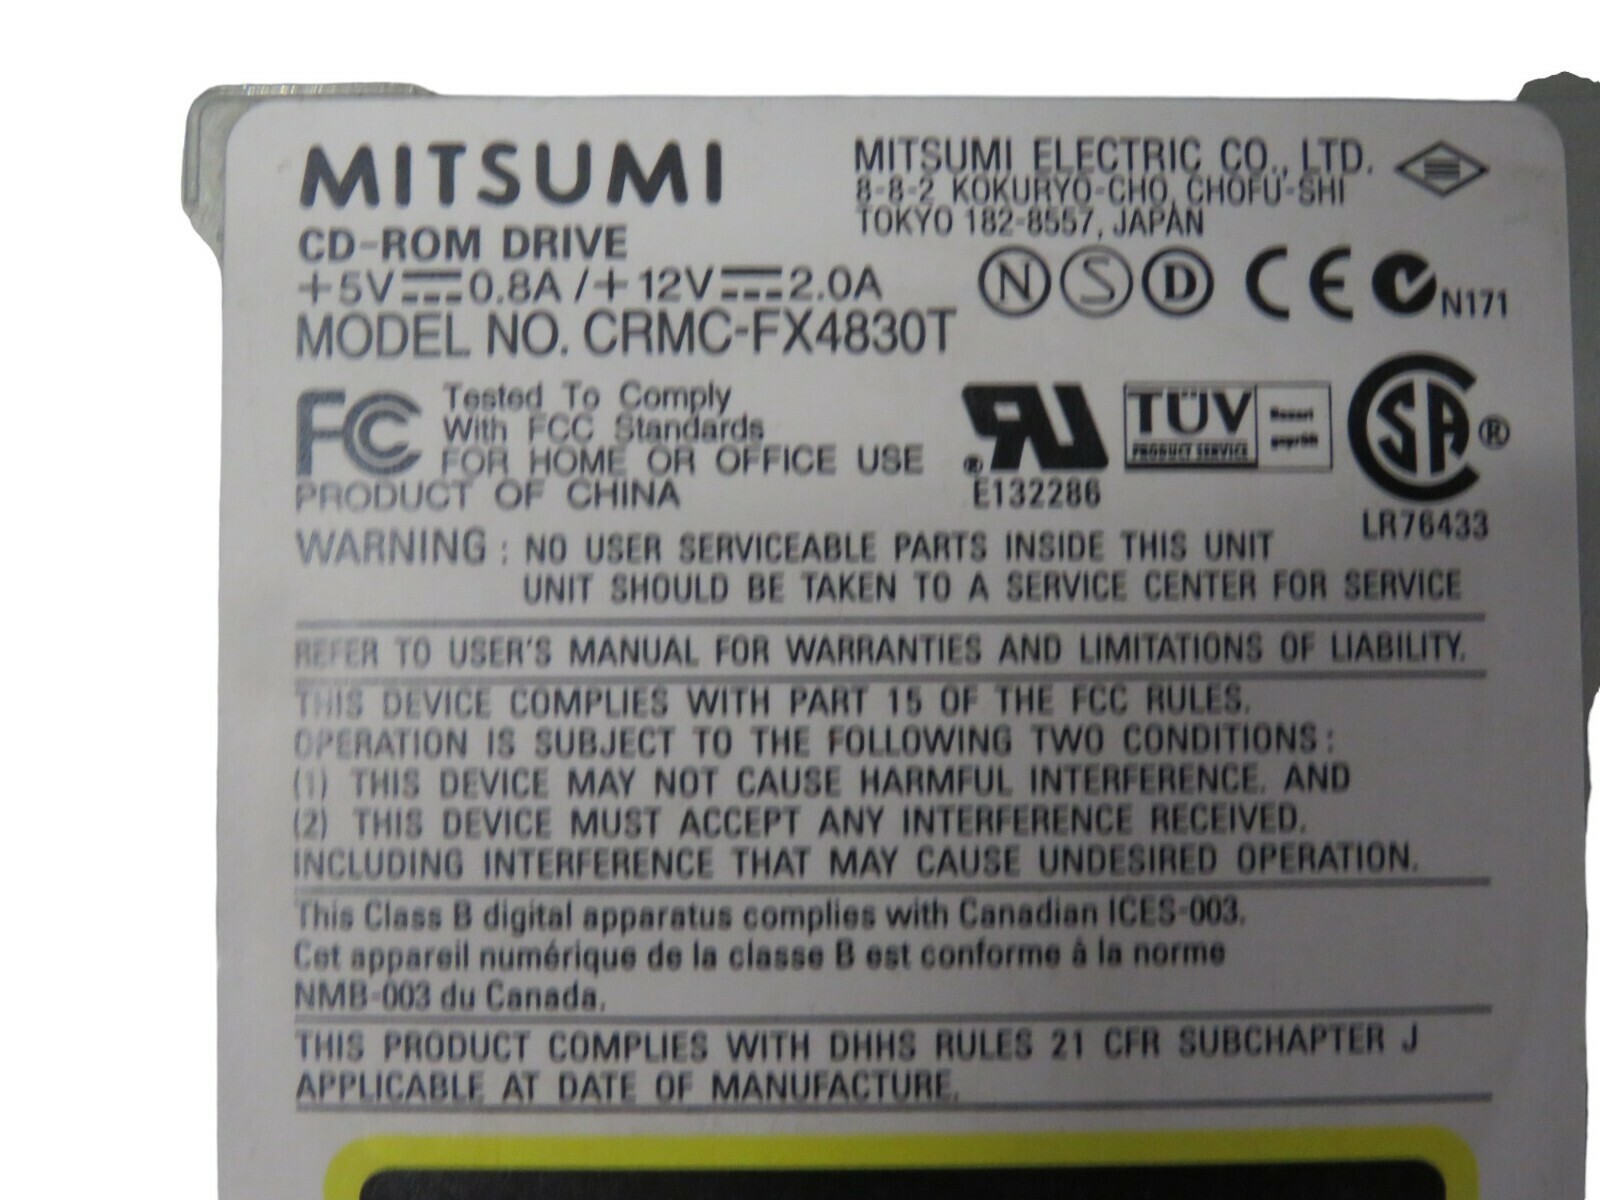 MITSUMI
MITSUMI ELECTRIC CO., LTD.
8-8-2 KOKURYO-CHO, CHOFU-SHI
TOKYO 182-8557, JAPAN
CD-ROM DRIVE
+5V⎓0.8A /+12V⎓2.0A
MODEL NO. CRMC-FX4830T
N S D CE N171
FC Tested To Comply
With FCC Standards
FOR HOME OR OFFICE USE
PRODUCT OF CHINA
UR ® E132286
TÜV
PRODUCT SERVICE
geprüft
SA ®
LR76433
WARNING : NO USER SERVICEABLE PARTS INSIDE THIS UNIT
UNIT SHOULD BE TAKEN TO A SERVICE CENTER FOR SERVICE
REFER TO USER'S MANUAL FOR WARRANTIES AND LIMITATIONS OF LIABILITY.
THIS DEVICE COMPLIES WITH PART 15 OF THE FCC RULES.
OPERATION IS SUBJECT TO THE FOLLOWING TWO CONDITIONS :
(1) THIS DEVICE MAY NOT CAUSE HARMFUL INTERFERENCE. AND
(2) THIS DEVICE MUST ACCEPT ANY INTERFERENCE RECEIVED.
INCLUDING INTERFERENCE THAT MAY CAUSE UNDESIRED OPERATION.
This Class B digital apparatus complies with Canadian ICES-003.
Cet appareil numérique de la classe B est conforme à la norme
NMB-003 du Canada.
THIS PRODUCT COMPLIES WITH DHHS RULES 21 CFR SUBCHAPTER J
APPLICABLE AT DATE OF MANUFACTURE.